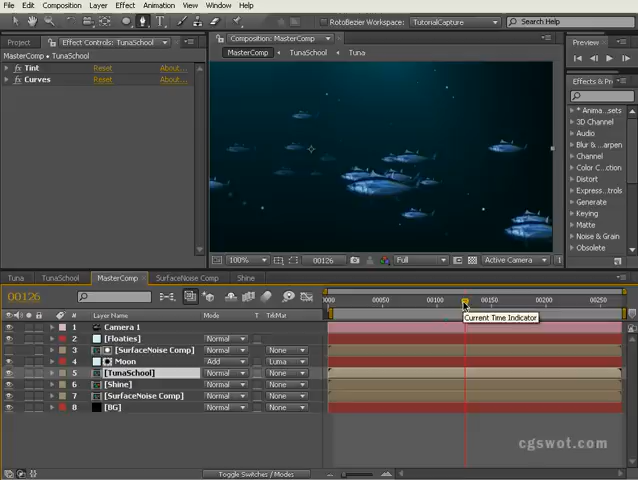 File Edit Composition Layer Effect Animation View Window Help
RotoBezier Workspace: TutorialCapture Search Help
Project Effect Controls: TunaSchool
MasterComp • TunaSchool
fx Tint Reset About...
fx Curves Reset About...
Composition: MasterComp
MasterComp TunaSchool Tuna
100% 00126 Full Active Camera 1
Preview
Effects & Pr
* Anima...sets
3D Channel
Audio
Blur & ...arpen
Channel
Color C...ction
Distort
Express...trols
Generate
Keying
Matte
Noise & Grain
Obsolete
Tuna TunaSchool MasterComp SurfaceNoise Comp Shine
00126
0000 00050 00100 00150 00200 00250
# Layer Name Mode T TrkMat
Current Time Indicator
1 Camera 1
2 [Floaties] Normal
3 [SurfaceNoise Comp] Normal None
4 Moon Add Luma
5 [TunaSchool] Normal None
6 [Shine] Normal None
7 [SurfaceNoise Comp] Normal None
8 [BG] Normal None
cgswot.com
Toggle Switches / Modes